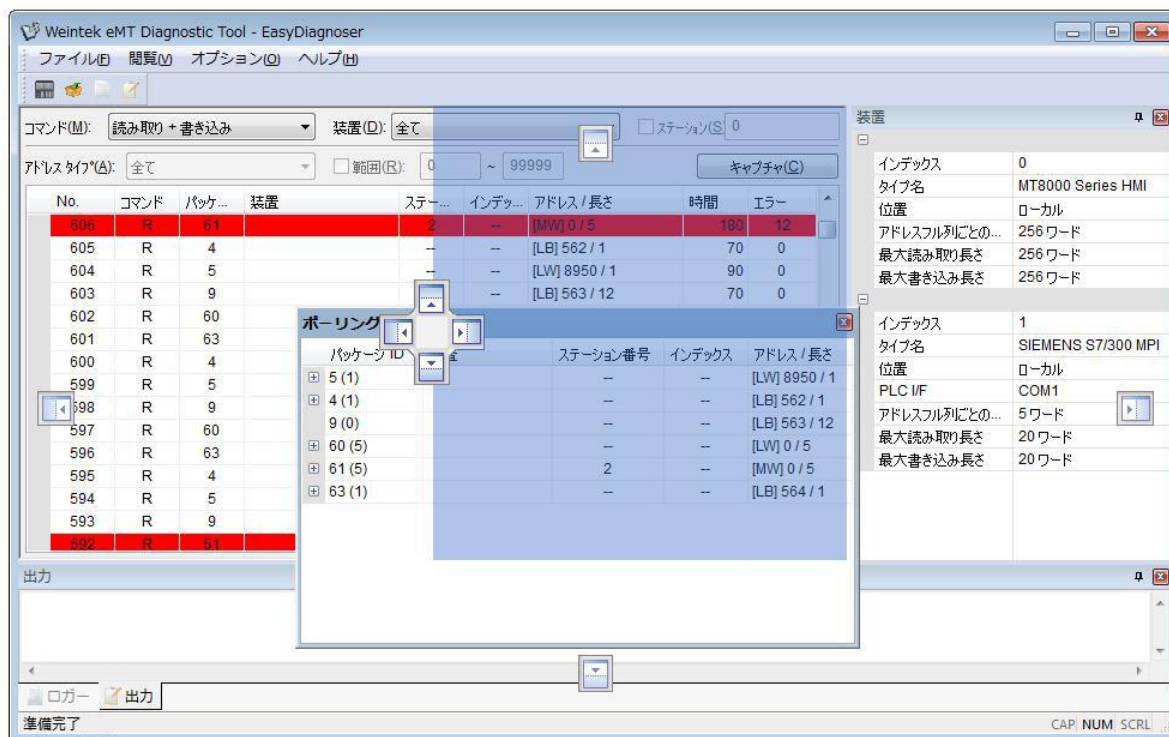 Weintek eMT Diagnostic Tool - EasyDiagnoser
ファイル(F) 閲覧(V) オプション(O) ヘルプ(H)
コマンド(M): 読み取り + 書き込み 装置(D): 全て ステーション(S 0
アドレス タイプ(A): 全て 範囲(R): 0 ~ 99999 キャプチャ(C)
No. コマンド パッケ... 装置 ステー... インデッ... アドレス / 長さ 時間 エラー
606 R 61 2 -- [MW] 0 / 5 180 12
605 R 4 -- -- [LB] 562 / 1 70 0
604 R 5 -- -- [LW] 8950 / 1 90 0
603 R 9 -- [LB] 563 / 12 70 0
602 R 60
601 R 63
600 R 4
599 R 5
598 R 9
597 R 60
596 R 63
595 R 4
594 R 5
593 R 9
592 R 61
ポーリング
パッケージ ID ステーション番号 インデックス アドレス / 長さ
5 (1) -- -- [LW] 8950 / 1
4 (1) -- -- [LB] 562 / 1
9 (0) -- -- [LB] 563 / 12
60 (5) -- -- [LW] 0 / 5
61 (5) 2 -- [MW] 0 / 5
63 (1) -- -- [LB] 564 / 1
装置
インデックス 0
タイプ名 MT8000 Series HMI
位置 ローカル
アドレスフル列ごとの... 256 ワード
最大読み取り長さ 256 ワード
最大書き込み長さ 256 ワード
インデックス 1
タイプ名 SIEMENS S7/300 MPI
位置 ローカル
PLC I/F COM1
アドレスフル列ごとの... 5 ワード
最大読み取り長さ 20 ワード
最大書き込み長さ 20 ワード
出力
ロガー 出力
準備完了 CAP NUM SCRL